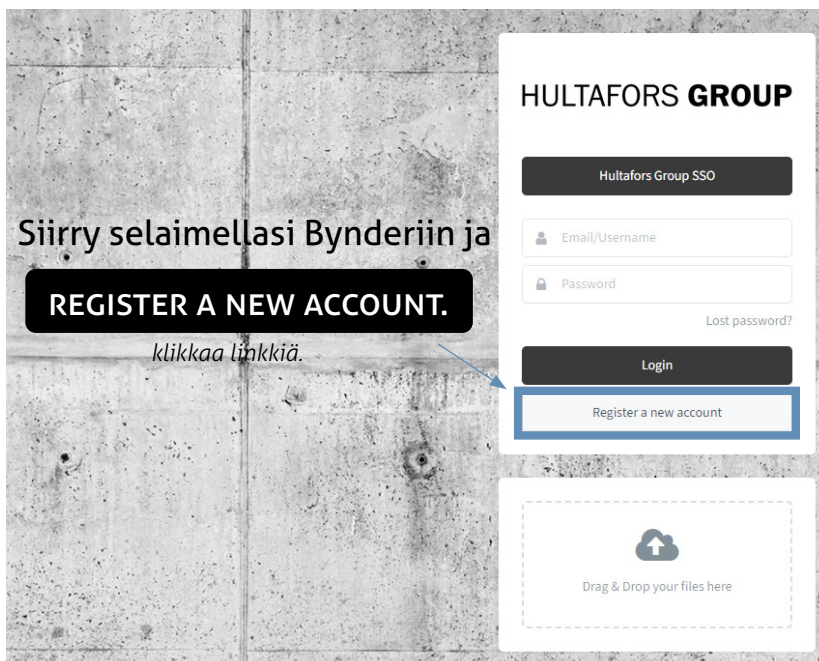 Siirry selaimellasi Bynderiin ja
REGISTER A NEW ACCOUNT.
klikkaa linkkiä.
HULTAFORS GROUP
Hultafors Group SSO
Email/Username
Password
Lost password?
Login
Register a new account
Drag & Drop your files here